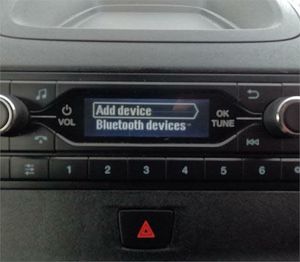 Add device
Bluetooth devices
VOL
OK
TUNE
1 2 3 4 5 6